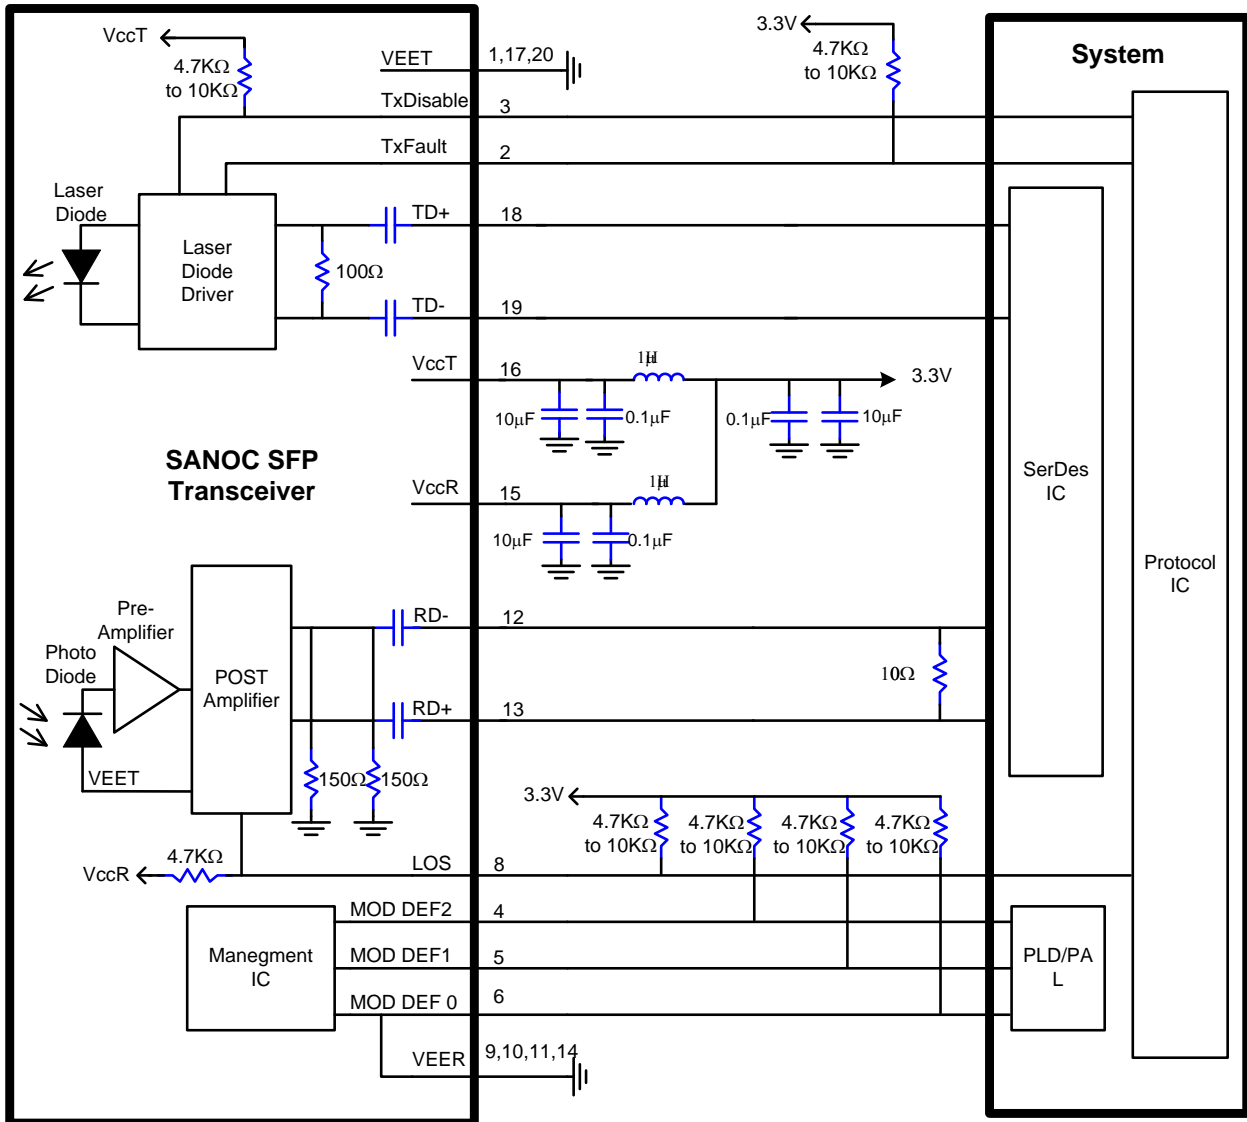 VccT
4.7KΩ
to 10KΩ
VEET
1,17,20
3.3V
4.7KΩ
to 10KΩ
System
TxDisable
3
TxFault
2
Laser
Diode
Laser
Diode
Driver
100Ω
TD+
18
TD-
19
VccT
16
1μH
3.3V
10μF
0.1μF
0.1μF
10μF
SANOC SFP
Transceiver
VccR
15
1μH
10μF
0.1μF
SerDes
IC
Protocol
IC
Pre-
Amplifier
Photo
Diode
POST
Amplifier
VEET
RD-
12
10Ω
RD+
13
150Ω
150Ω
3.3V
4.7KΩ
to 10KΩ
4.7KΩ
to 10KΩ
4.7KΩ
to 10KΩ
4.7KΩ
to 10KΩ
VccR
4.7KΩ
LOS
8
Manegment
IC
MOD DEF2
4
MOD DEF1
5
MOD DEF 0
6
PLD/PA
L
VEER
9,10,11,14